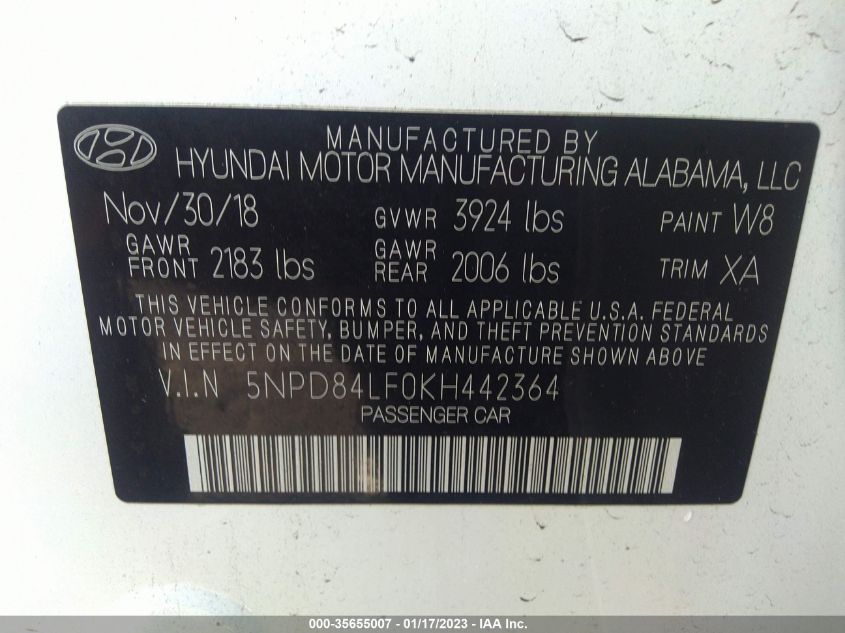 MANUFACTURED BY
HYUNDAI MOTOR MANUFACTURING ALABAMA, LLC
Nov/30/18 GVWR 3924 lbs PAINT W8
GAWR FRONT 2183 lbs GAWR REAR 2006 lbs TRIM XA
THIS VEHICLE CONFORMS TO ALL APPLICABLE U.S.A. FEDERAL
MOTOR VEHICLE SAFETY, BUMPER, AND THEFT PREVENTION STANDARDS
IN EFFECT ON THE DATE OF MANUFACTURE SHOWN ABOVE
V.I.N 5NPD84LF0KH442364
PASSENGER CAR
000-35655007 - 01/17/2023 - IAA Inc.